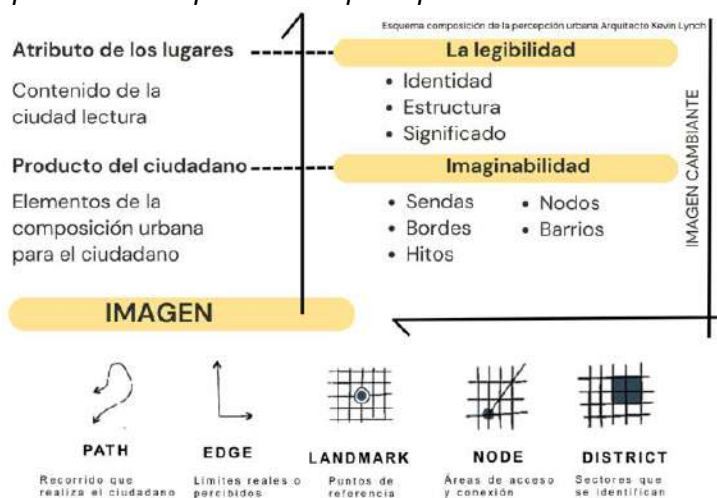 Esquema composición de la percepción urbana Arquitecto Kevin Lynch
Atributo de los lugares
La legibilidad
Contenido de la
ciudad lectura
• Identidad
• Estructura
• Significado
Producto del ciudadano
Imaginabilidad
Elementos de la
composición urbana
para el ciudadano
• Sendas
• Bordes
• Hitos
• Nodos
• Barrios
IMAGEN CAMBIANTE
IMAGEN
PATH
Recorrido que
realiza el ciudadano
EDGE
Límites reales o
percibidos
LANDMARK
Puntos de
referencia
NODE
Áreas de acceso
y conexión
DISTRICT
Sectores que
se identifican